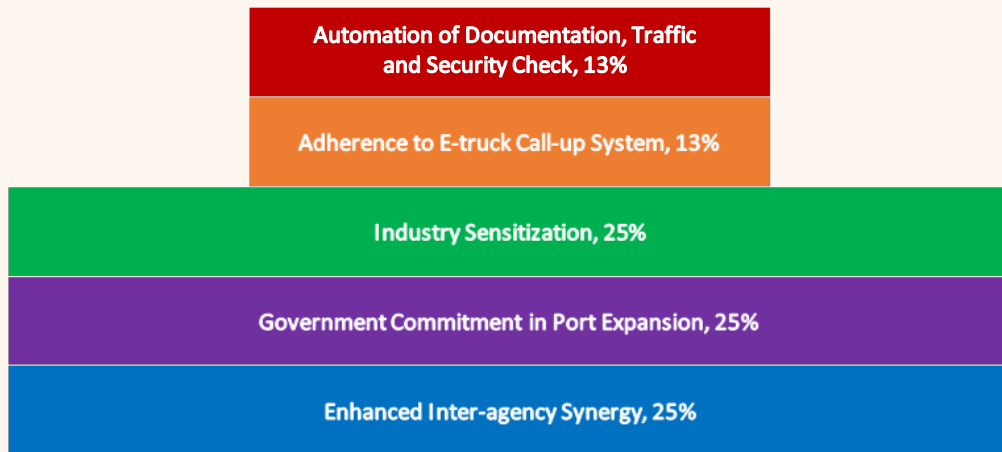 Automation of Documentation, Traffic
and Security Check, 13%
Adherence to E-truck Call-up System, 13%
Industry Sensitization, 25%
Government Commitment in Port Expansion, 25%
Enhanced Inter-agency Synergy, 25%